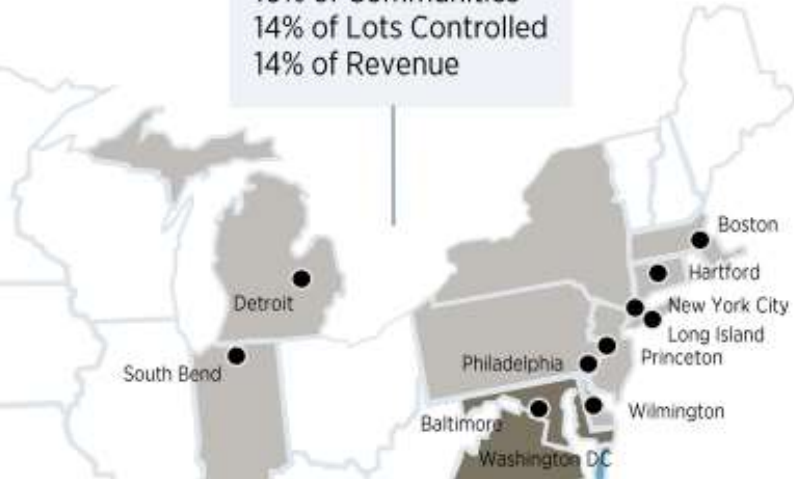 14% of Lots Controlled
14% of Revenue
Boston
Hartford
Detroit
New York City
Long Island
Princeton
Philadelphia
South Bend
Wilmington
Baltimore
Washington DC